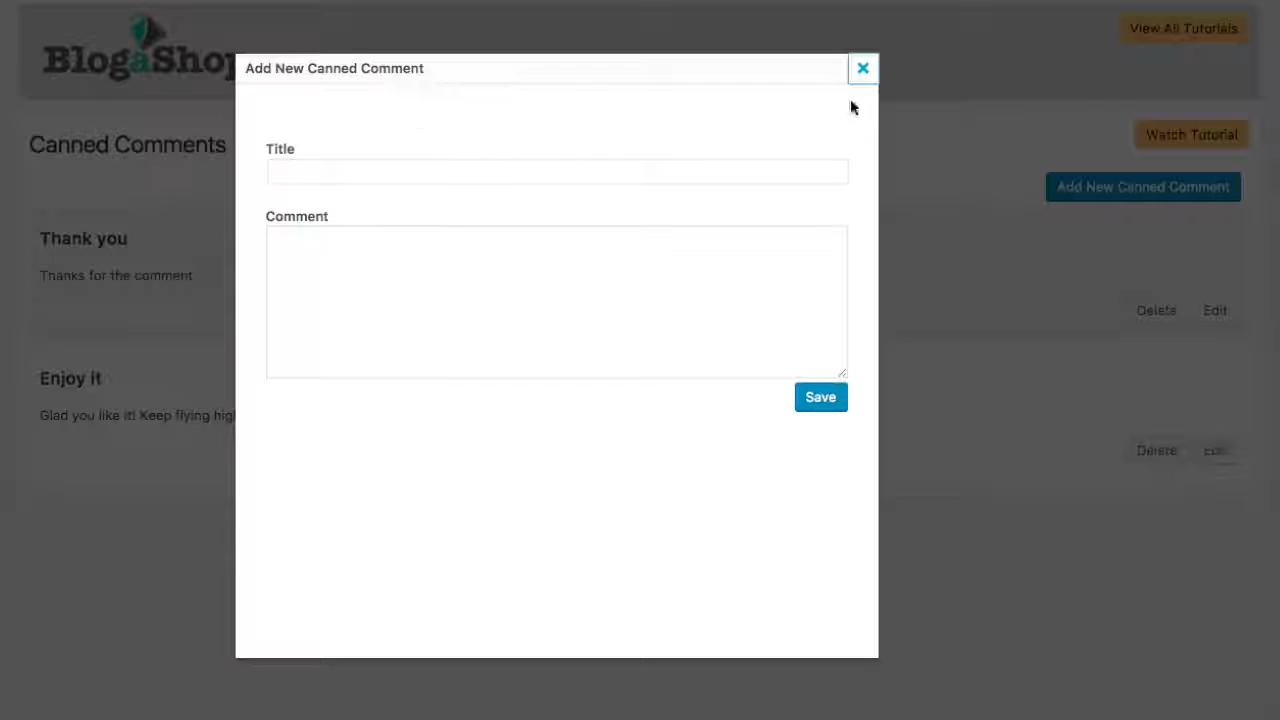 BlogaShop
View All Tutorials
Add New Canned Comment
Canned Comments
Watch Tutorial
Title
Add New Canned Comment
Comment
Thank you
Thanks for the comment
Delete Edit
Enjoy it
Save
Glad you like it! Keep flying
Delete Edit